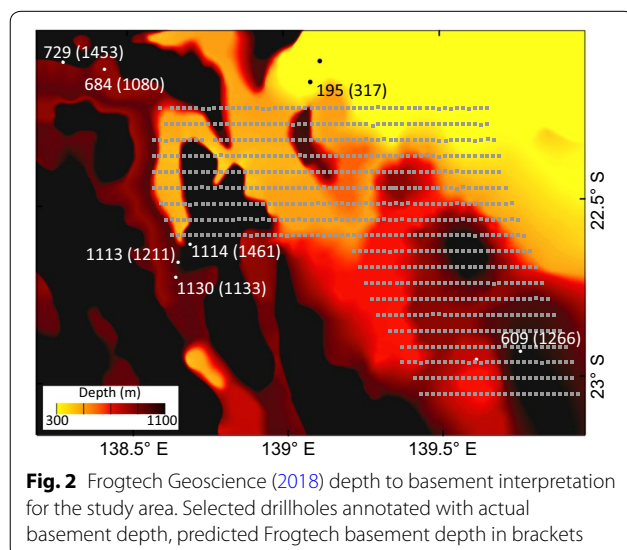 729 (1453)
684 (1080)
195 (317)
22.5° S
1114 (1461)
1113 (1211)
1130 (1133)
609 (1266)
23° S
Depth (m)
300 1100
138.5° E 139° E 139.5° E
Fig. 2 Frogtech Geoscience (2018) depth to basement interpretation
for the study area. Selected drillholes annotated with actual
basement depth, predicted Frogtech basement depth in brackets